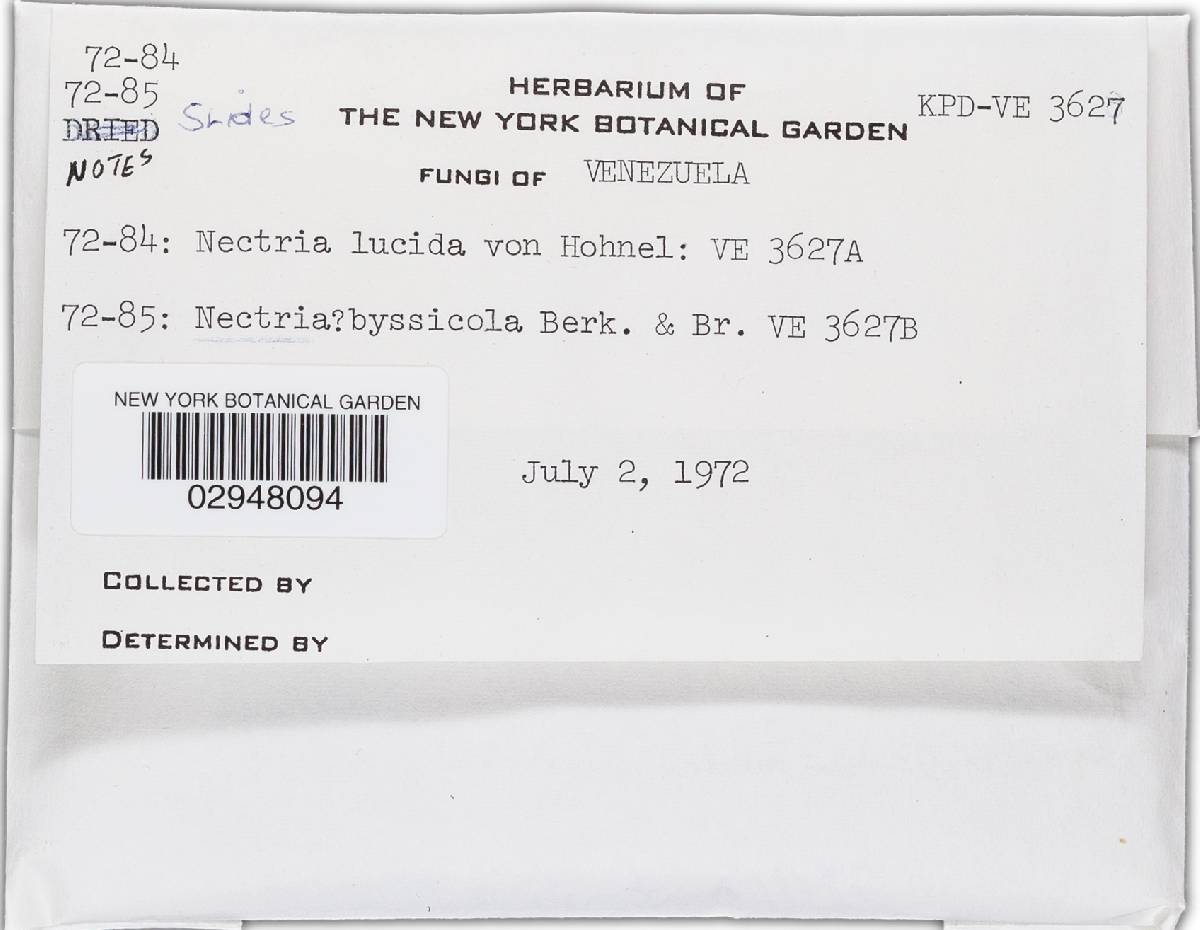 72-84
72-85
DRIED Slides
NOTES
HERBARIUM OF
THE NEW YORK BOTANICAL GARDEN
KPD-VE 3627
FUNGI OF VENEZUELA
72-84: Nectria lucida von Hohnel: VE 3627A
72-85: Nectria?byssicola Berk. & Br. VE 3627B
NEW YORK BOTANICAL GARDEN
02948094
July 2, 1972
COLLECTED BY
DETERMINED BY